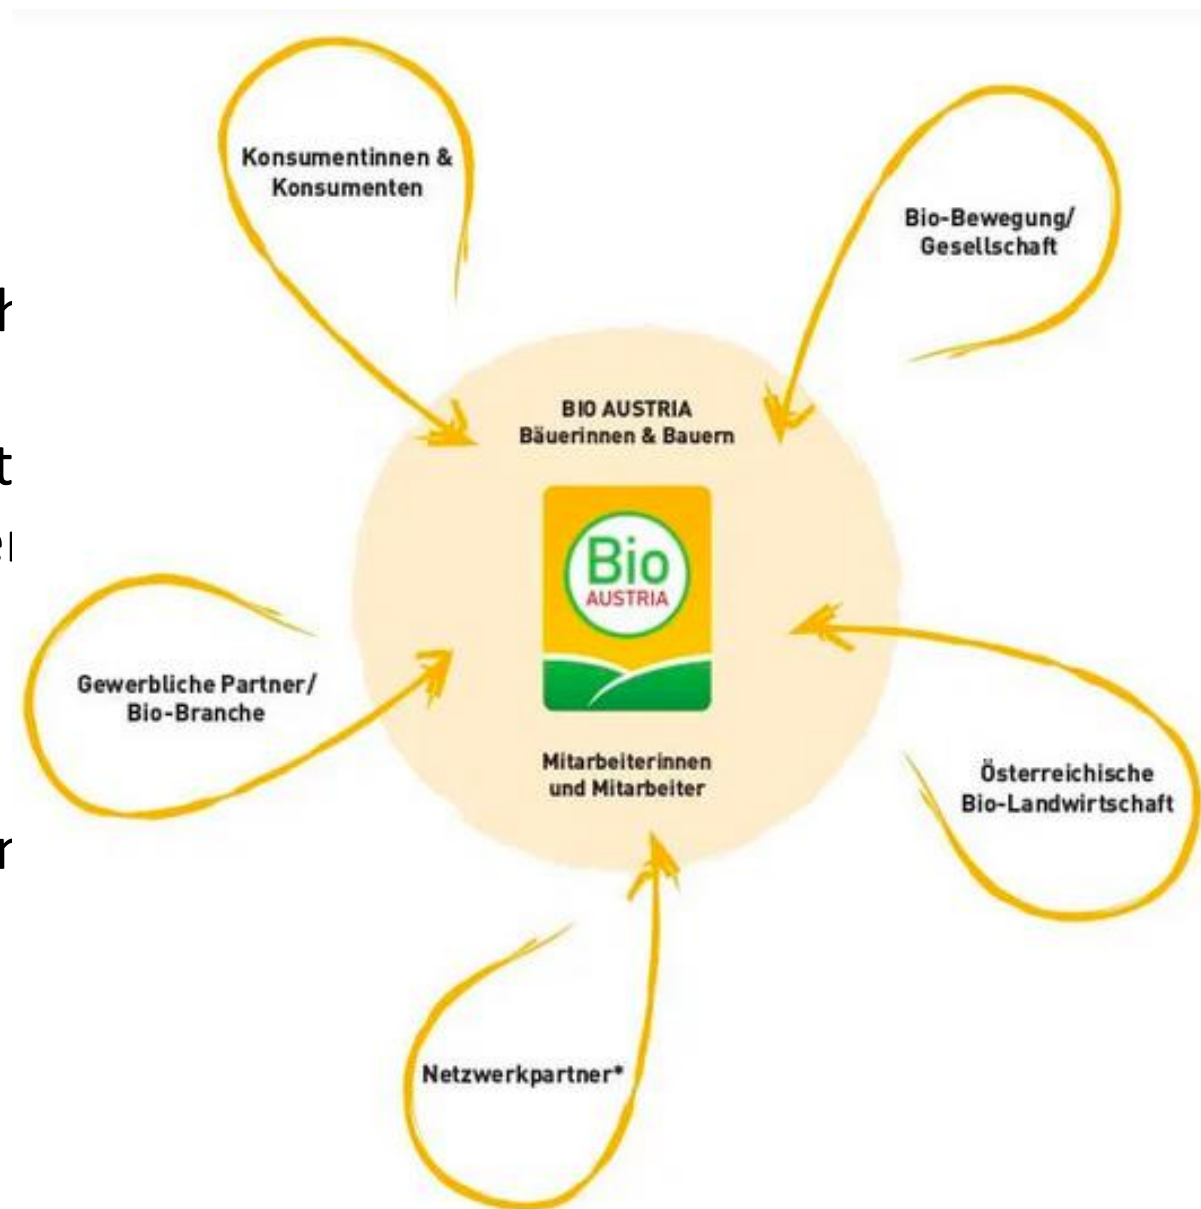 Konsumentinnen &
Konsumenten
Bio-Bewegung/
Gesellschaft
BIO AUSTRIA
Bäuerinnen & Bauern
Bio
AUSTRIA
Gewerbliche Partner/
Bio-Branche
Mitarbeiterinnen
und Mitarbeiter
Österreichische
Bio-Landwirtschaft
Netzwerkpartner*